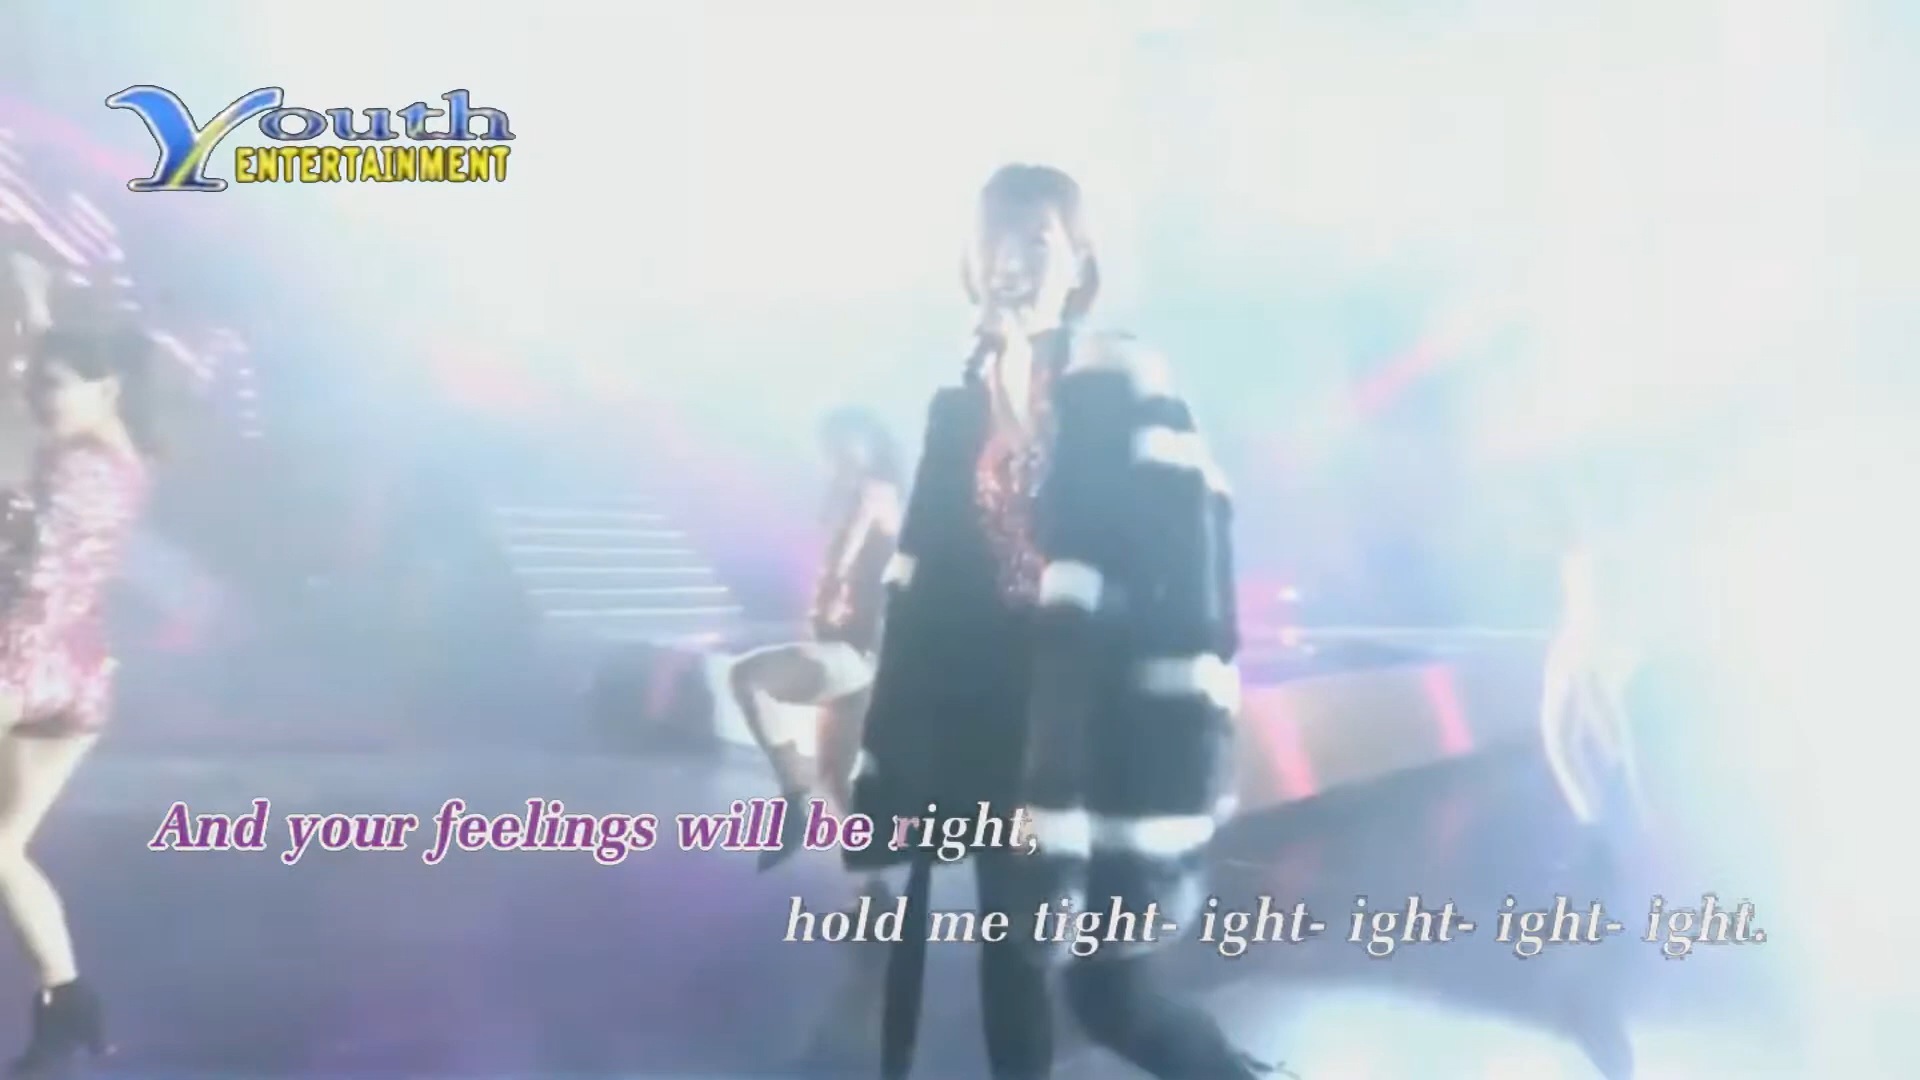 Youth
ENTERTAINMENT
And your feelings will be right,
hold me tight- ight- ight- ight- ight.